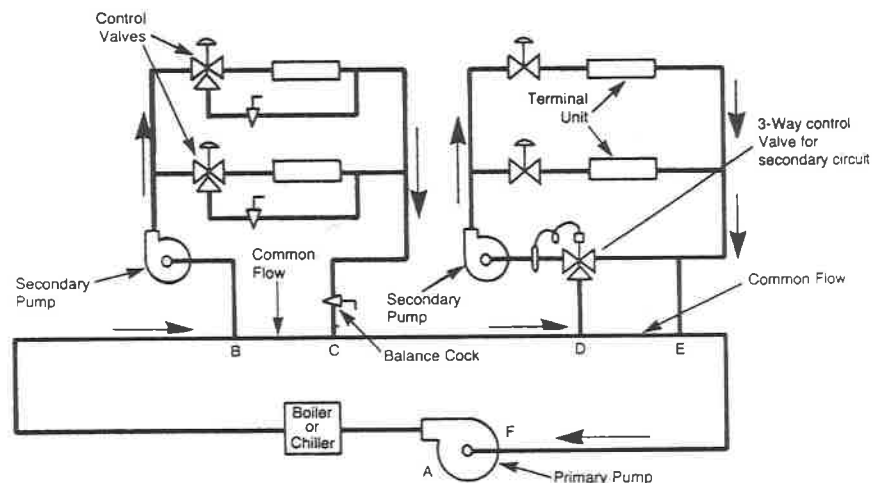 Control
Valves
Terminal
Unit
3-Way control
Valve for
secondary circuit
Secondary
Pump
Common
Flow
Secondary
Pump
Common Flow
B
C
Balance Cock
D
E
Boiler
or
Chiller
F
A
Primary Pump